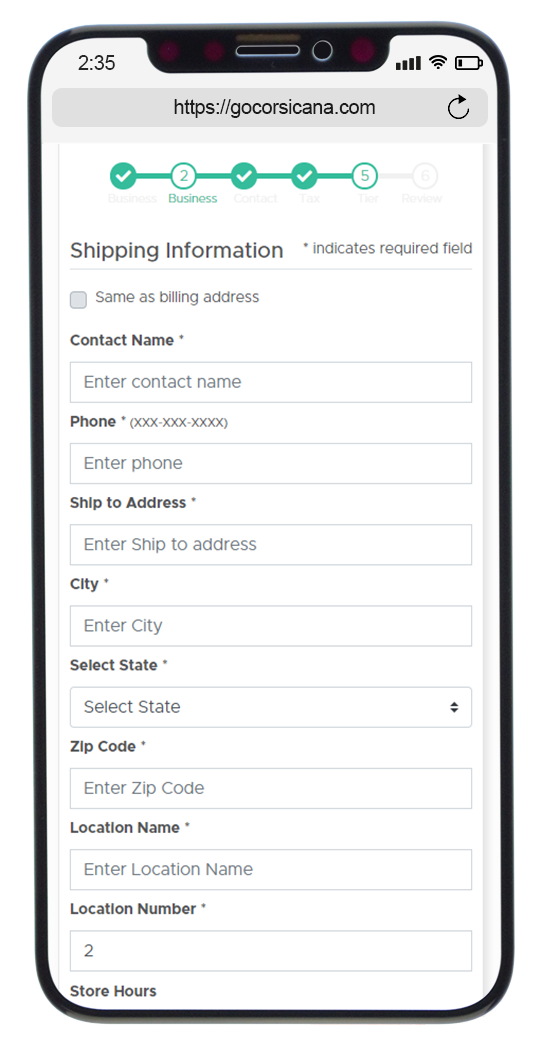 2:35
https://gocorsicana.com
2 5 6
Business Business Contact Tax Tier Review
Shipping Information * indicates required field
Same as billing address
Contact Name *
Enter contact name
Phone * (XXX-XXX-XXXX)
Enter phone
Ship to Address *
Enter Ship to address
City *
Enter City
Select State *
Select State
Zip Code *
Enter Zip Code
Location Name *
Enter Location Name
Location Number *
2
Store Hours